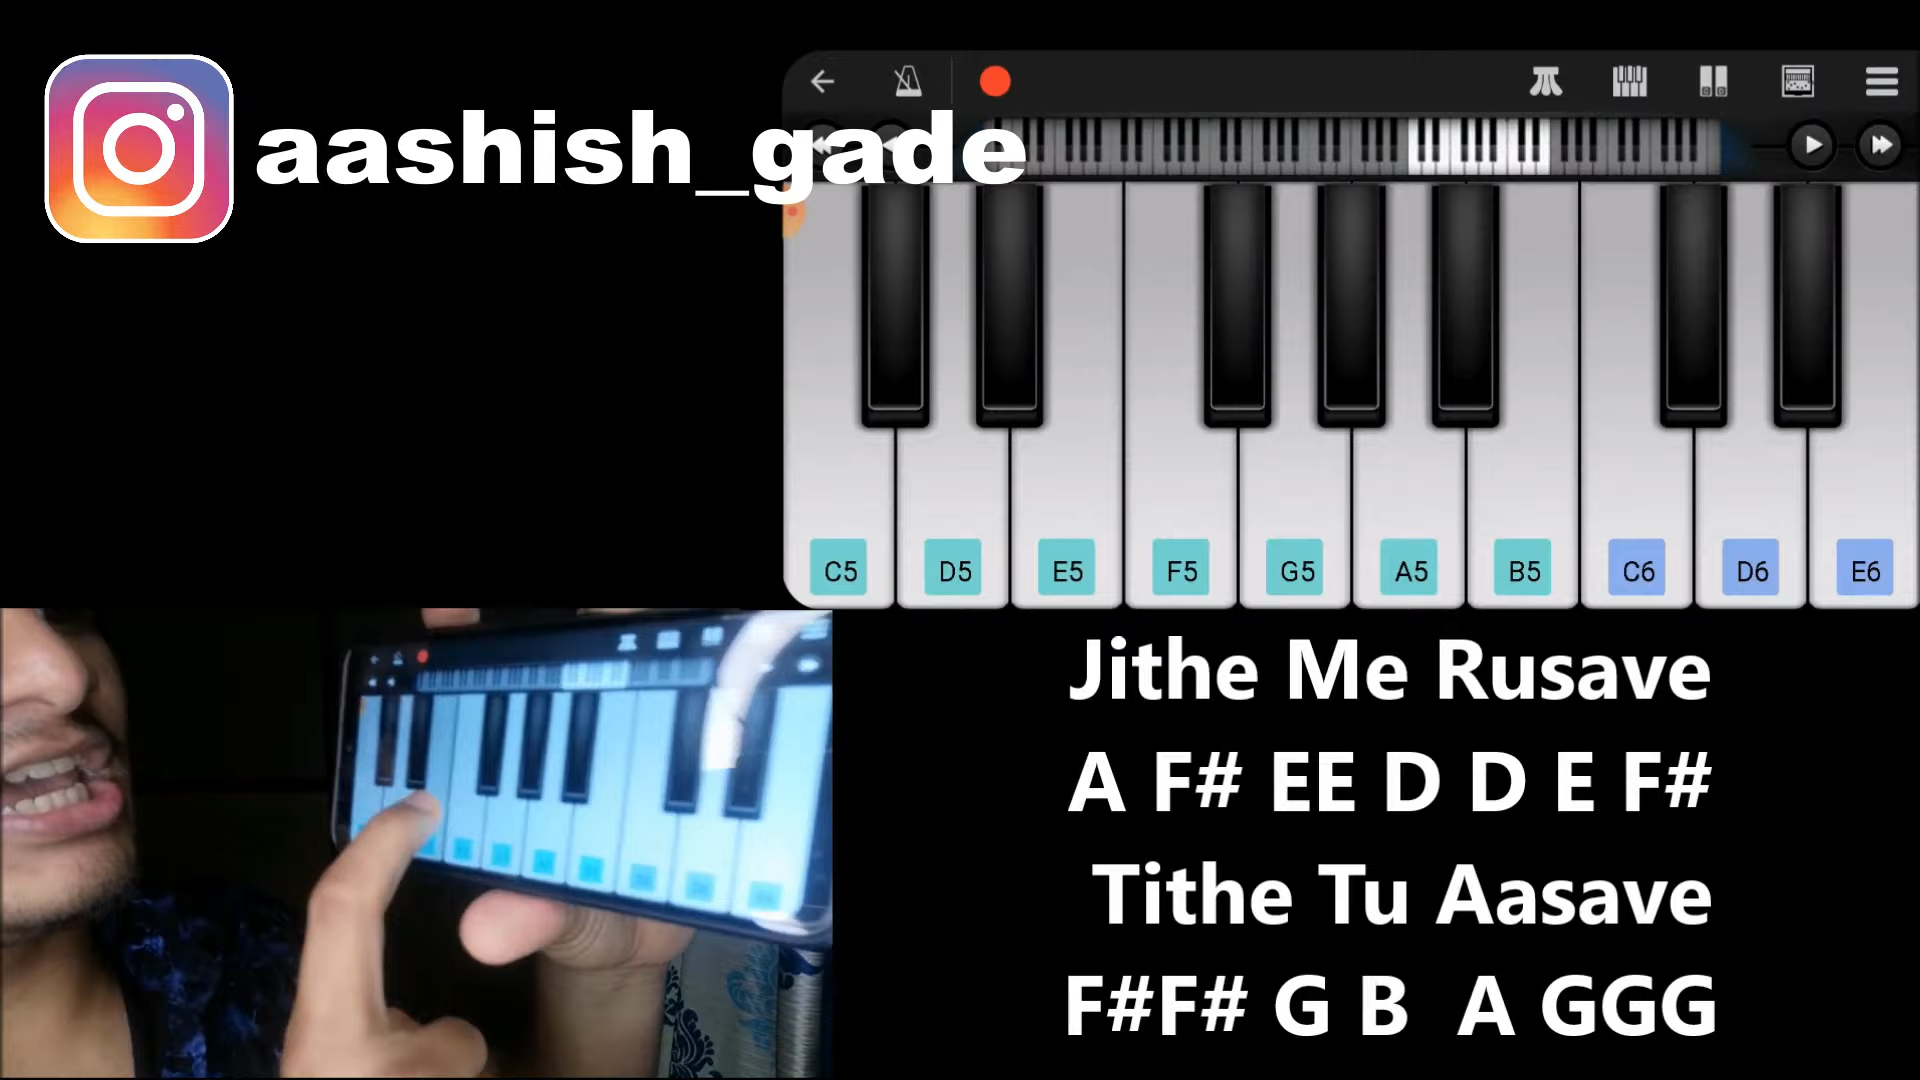 aashish_gade
C5 D5 E5 F5 G5 A5 B5 C6 D6 E6
Jithe Me Rusave
A F# EE D D E F#
Tithe Tu Aasave
F#F# G B A GGG